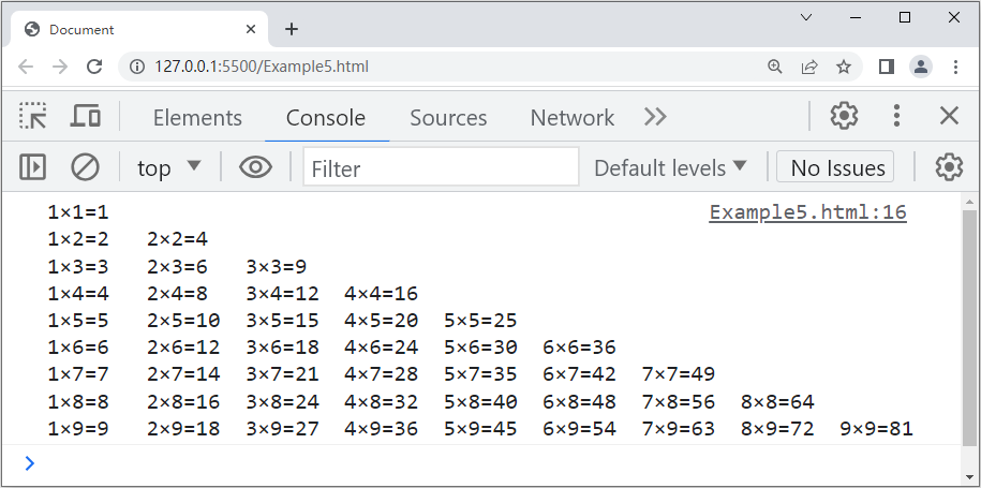 Document
127.0.0.1:5500/Example5.html
Elements Console Sources Network
top Filter Default levels No Issues
1×1=1 Example5.html:16
1×2=2 2×2=4
1×3=3 2×3=6 3×3=9
1×4=4 2×4=8 3×4=12 4×4=16
1×5=5 2×5=10 3×5=15 4×5=20 5×5=25
1×6=6 2×6=12 3×6=18 4×6=24 5×6=30 6×6=36
1×7=7 2×7=14 3×7=21 4×7=28 5×7=35 6×7=42 7×7=49
1×8=8 2×8=16 3×8=24 4×8=32 5×8=40 6×8=48 7×8=56 8×8=64
1×9=9 2×9=18 3×9=27 4×9=36 5×9=45 6×9=54 7×9=63 8×9=72 9×9=81